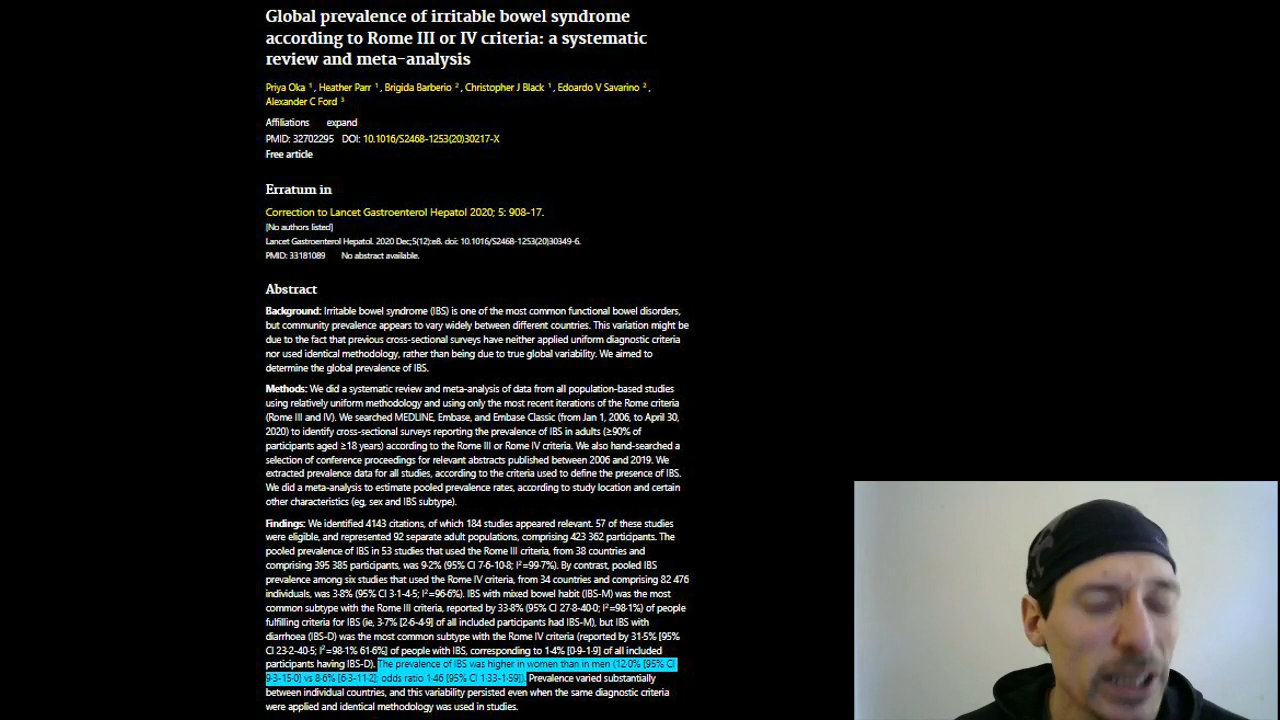 Global prevalence of irritable bowel syndrome
according to Rome III or IV criteria: a systematic
review and meta-analysis
Priya Oka 1, Heather Parr 1, Brigida Barberio 2, Christopher J Black 1, Edoardo V Savarino 2,
Alexander C Ford 3
Affiliations expand
PMID: 32702295 DOI: 10.1016/S2468-1253(20)30217-X
Free article
Erratum in
Correction to Lancet Gastroenterol Hepatol 2020; 5: 908-17.
[No authors listed]
Lancet Gastroenterol Hepatol. 2020 Dec;5(12):e8. doi: 10.1016/S2468-1253(20)30349-6.
PMID: 33181089 No abstract available.
Abstract
Background: Irritable bowel syndrome (IBS) is one of the most common functional bowel disorders,
but community prevalence appears to vary widely between different countries. This variation might be
due to the fact that previous cross-sectional surveys have neither applied uniform diagnostic criteria
nor used identical methodology, rather than being due to true global variability. We aimed to
determine the global prevalence of IBS.
Methods: We did a systematic review and meta-analysis of data from all population-based studies
using relatively uniform methodology and using only the most recent iterations of the Rome criteria
(Rome III and IV). We searched MEDLINE, Embase, and Embase Classic (from Jan 1, 2006, to April 30,
2020) to identify cross-sectional surveys reporting the prevalence of IBS in adults (≥90% of
participants aged ≥18 years) according to the Rome III or Rome IV criteria. We also hand-searched a
selection of conference proceedings for relevant abstracts published between 2006 and 2019. We
extracted prevalence data for all studies, according to the criteria used to define the presence of IBS.
We did a meta-analysis to estimate pooled prevalence rates, according to study location and certain
other characteristics (eg, sex and IBS subtype).
Findings: We identified 4143 citations, of which 184 studies appeared relevant. 57 of these studies
were eligible, and represented 92 separate adult populations, comprising 423 362 participants. The
pooled prevalence of IBS in 53 studies that used the Rome III criteria, from 38 countries and
comprising 395 385 participants, was 9·2% (95% CI 7·6-10·8; I²=99·7%). By contrast, pooled IBS
prevalence among six studies that used the Rome IV criteria, from 34 countries and comprising 82 476
individuals, was 3·8% (95% CI 3·1-4·5; I²=96·6%). IBS with mixed bowel habit (IBS-M) was the most
common subtype with the Rome III criteria, reported by 33·8% (95% CI 27·8-40·0; I²=98·1%) of people
fulfilling criteria for IBS (ie, 3·7% [2·6-4·9] of all included participants had IBS-M), but IBS with
diarrhoea (IBS-D) was the most common subtype with the Rome IV criteria (reported by 31·5% [95%
CI 23·2-40·5; I²=98·1% 61·6%] of people with IBS, corresponding to 1·4% [0·9-1·9] of all included
participants having IBS-D). The prevalence of IBS was higher in women than in men (12·0% [95% CI
9·3-15·0] vs 8·6% [6·3-11·2]; odds ratio 1·46 [95% CI 1·33-1·59]). Prevalence varied substantially
between individual countries, and this variability persisted even when the same diagnostic criteria
were applied and identical methodology was used in studies.